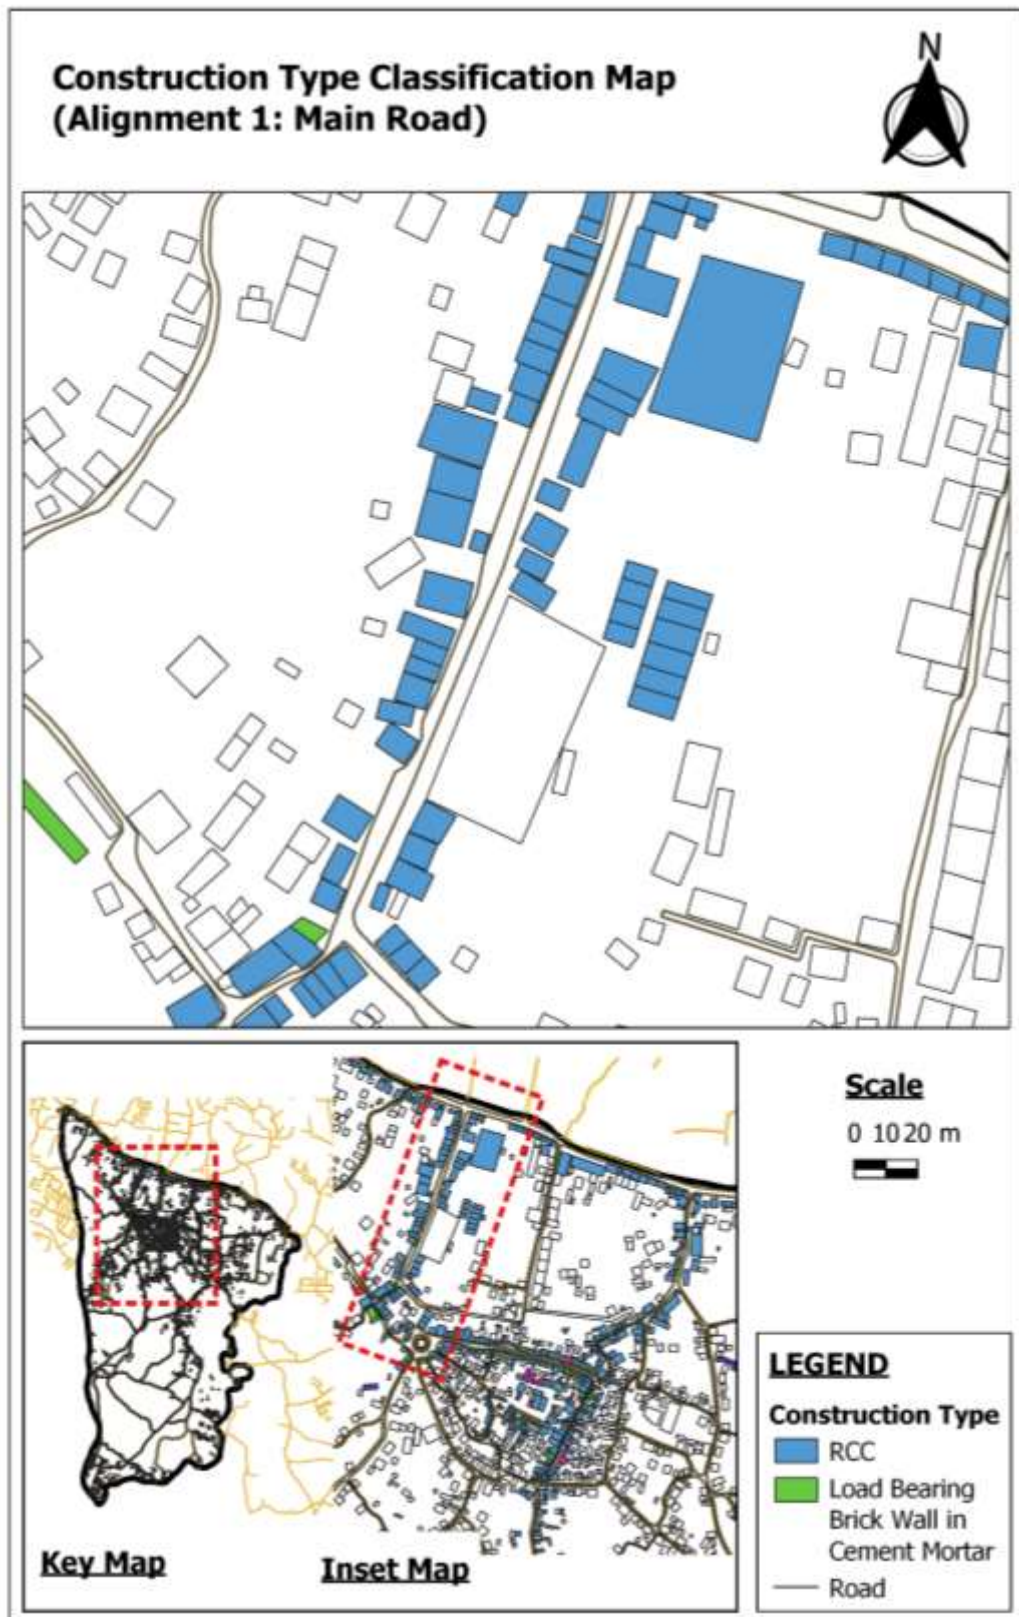 Construction Type Classification Map
(Alignment 1: Main Road)
N
Scale
0 10 20 m
Key Map
Inset Map
LEGEND
Construction Type
RCC
Load Bearing
Brick Wall in
Cement Mortar
Road